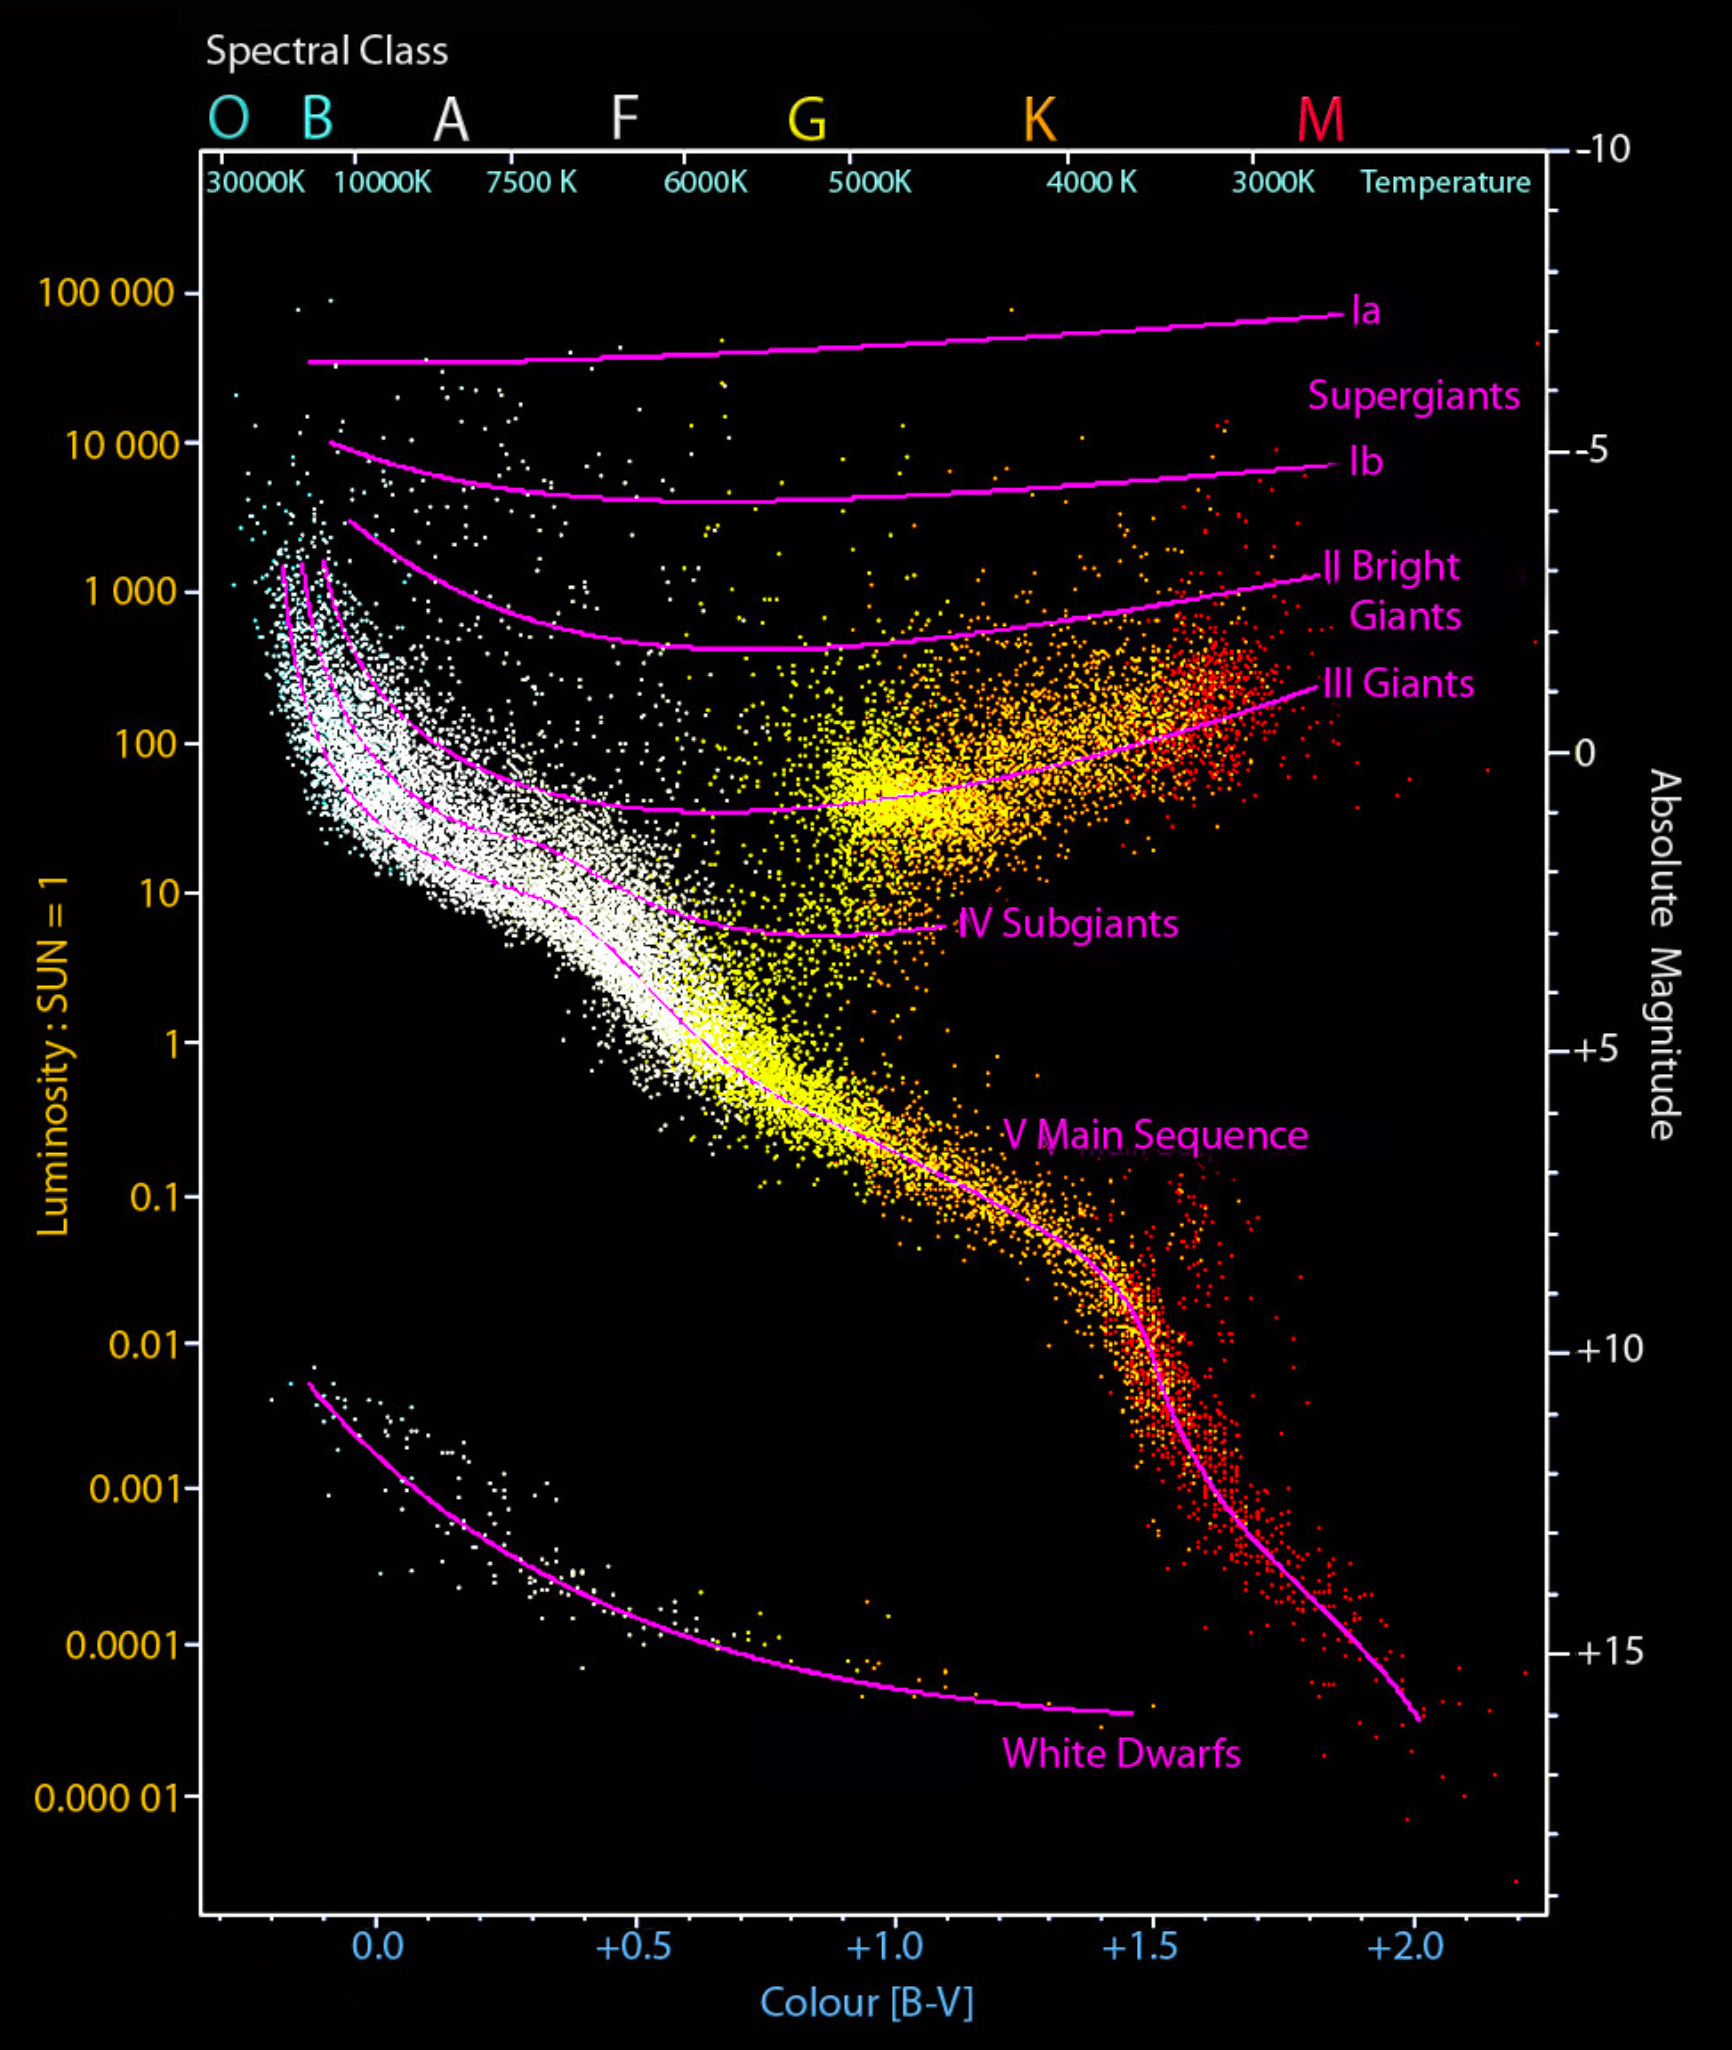 Spectral Class
O B A F G K M
30000K 10000K 7500 K 6000K 5000K 4000 K 3000K Temperature
-10
100 000
Ia
Supergiants
10 000
-5
Ib
II Bright
Giants
1 000
III Giants
100
0
10
IV Subgiants
1
+5
V Main Sequence
0.1
0.01
+10
0.001
0.0001
+15
White Dwarfs
0.000 01
Luminosity : SUN = 1
Absolute Magnitude
0.0 +0.5 +1.0 +1.5 +2.0
Colour [B-V]